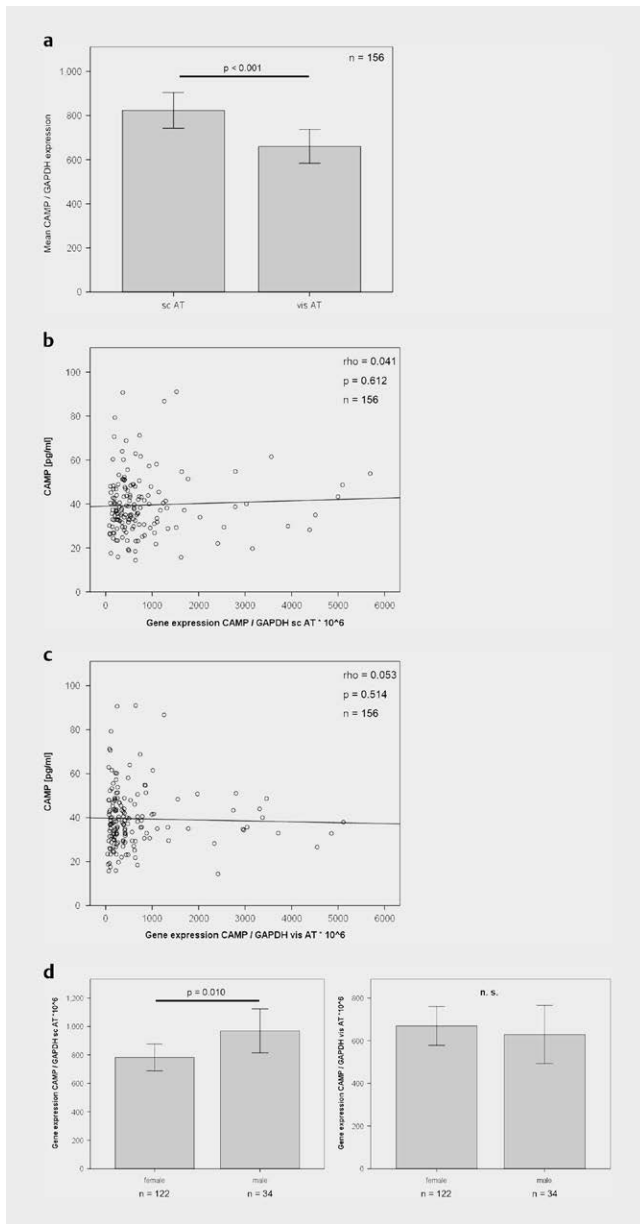 a
n = 156
p < 0.001
1,000
800
600
400
200
0
Mean CAMP / GAPDH expression
sc AT
vis AT
b
rho = 0.041
p = 0.612
n = 156
100
80
60
40
20
0
CAMP [pg/ml]
0 1000 2000 3000 4000 5000 6000
Gene expression CAMP / GAPDH sc AT * 10^6
c
rho = 0.053
p = 0.514
n = 156
100
80
60
40
20
0
CAMP [pg/ml]
0 1000 2000 3000 4000 5000 6000
Gene expression CAMP / GAPDH vis AT * 10^6
d
p = 0.010
1,200
1,000
800
600
400
200
0
Gene expression CAMP / GAPDH sc AT *10^6
female
male
n = 122
n = 34
n. s.
800
600
400
200
0
Gene expression CAMP / GAPDH vis AT *10^6
female
male
n = 122
n = 34